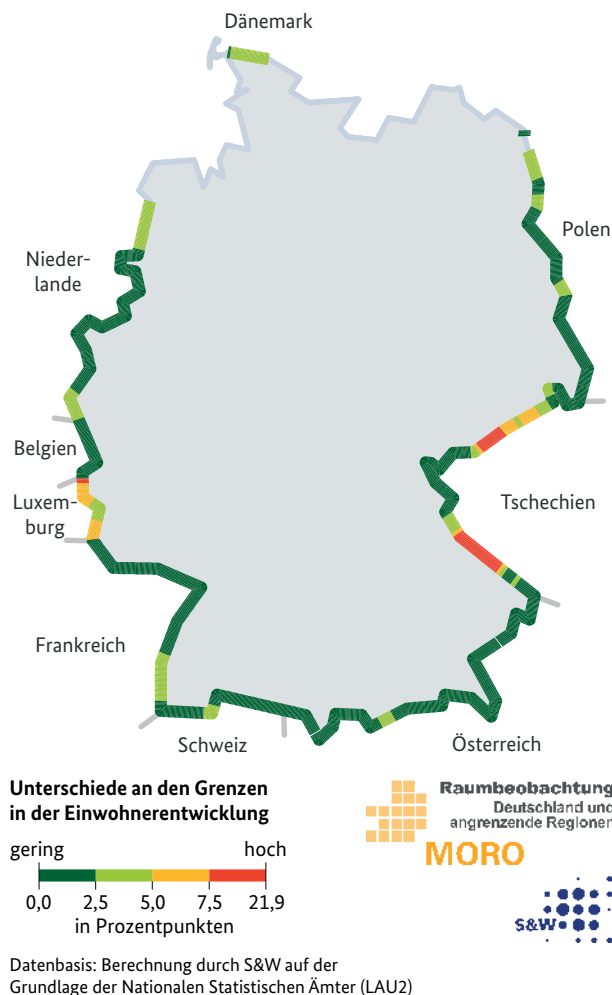 Dänemark
Polen
Nieder-
lande
Belgien
Luxem-
burg
Tschechien
Frankreich
Schweiz
Österreich
Unterschiede an den Grenzen
in der Einwohnerentwicklung
gering hoch
0,0 2,5 5,0 7,5 21,9
in Prozentpunkten
Raumbeobachtung
Deutschland und
angrenzende Regionen
MORO
S&W
Datenbasis: Berechnung durch S&W auf der
Grundlage der Nationalen Statistischen Ämter (LAU2)